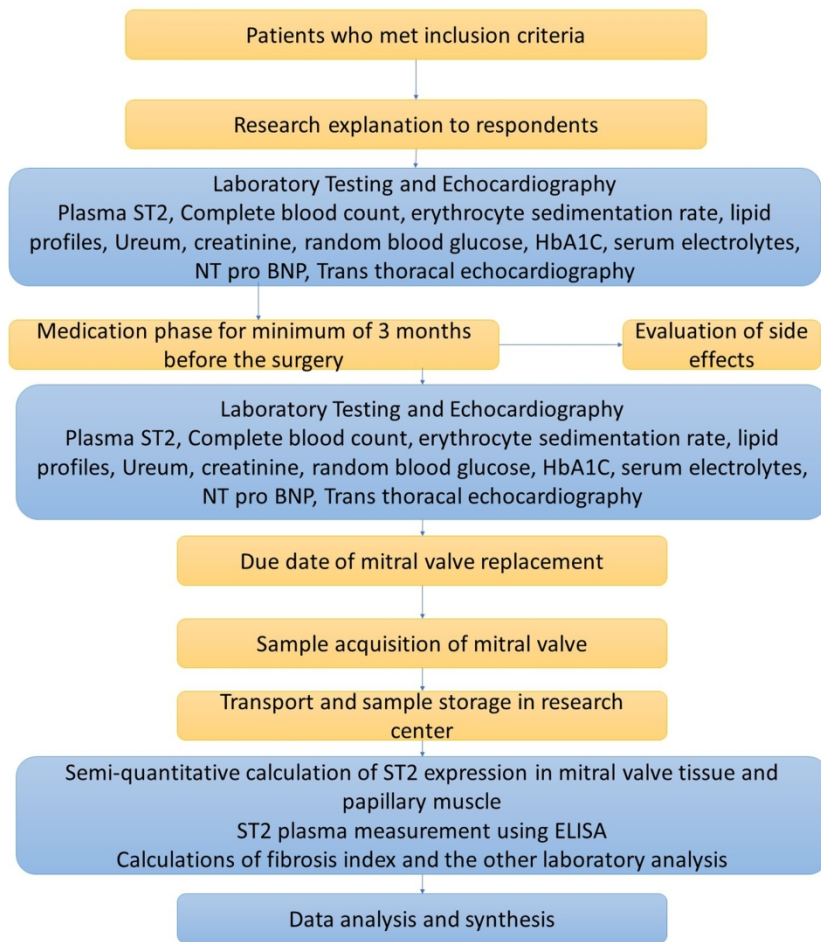 Patients who met inclusion criteria
Research explanation to respondents
Laboratory Testing and Echocardiography
Plasma ST2, Complete blood count, erythrocyte sedimentation rate, lipid
profiles, Ureum, creatinine, random blood glucose, HbA1C, serum electrolytes,
NT pro BNP, Trans thoracal echocardiography
Medication phase for minimum of 3 months
before the surgery
Evaluation of side
effects
Laboratory Testing and Echocardiography
Plasma ST2, Complete blood count, erythrocyte sedimentation rate, lipid
profiles, Ureum, creatinine, random blood glucose, HbA1C, serum electrolytes,
NT pro BNP, Trans thoracal echocardiography
Due date of mitral valve replacement
Sample acquisition of mitral valve
Transport and sample storage in research
center
Semi-quantitative calculation of ST2 expression in mitral valve tissue and
papillary muscle
ST2 plasma measurement using ELISA
Calculations of fibrosis index and the other laboratory analysis
Data analysis and synthesis